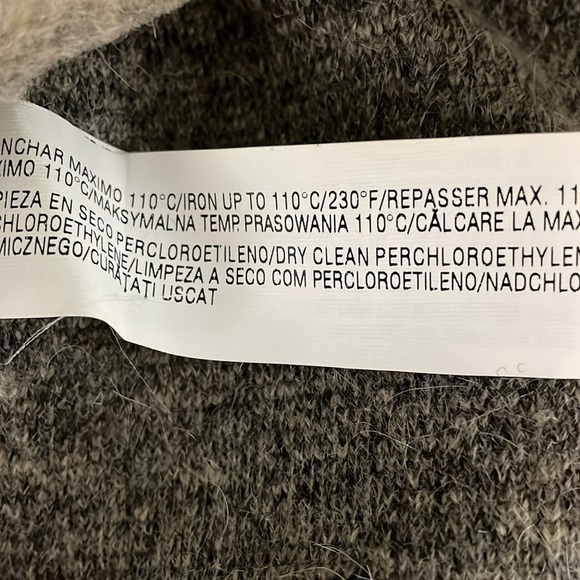 NCHAR MAXIMO 110°C/IRON UP TO 110°C/230°F/REPASSER MAX. 11
XIMO 110°C/MAKSYMALNA TEMP. PRASOWANIA 110°C/CĂLCARE LA MAX
PIEZA EN SECO PERCLOROETILENO/DRY CLEAN PERCHLOROETHYLEN
CHLOROETHYLENE/LIMPEZA A SECO COM PERCLOROETILENO/NADCHLO
MICZNEGO/CURĂTATI USCAT